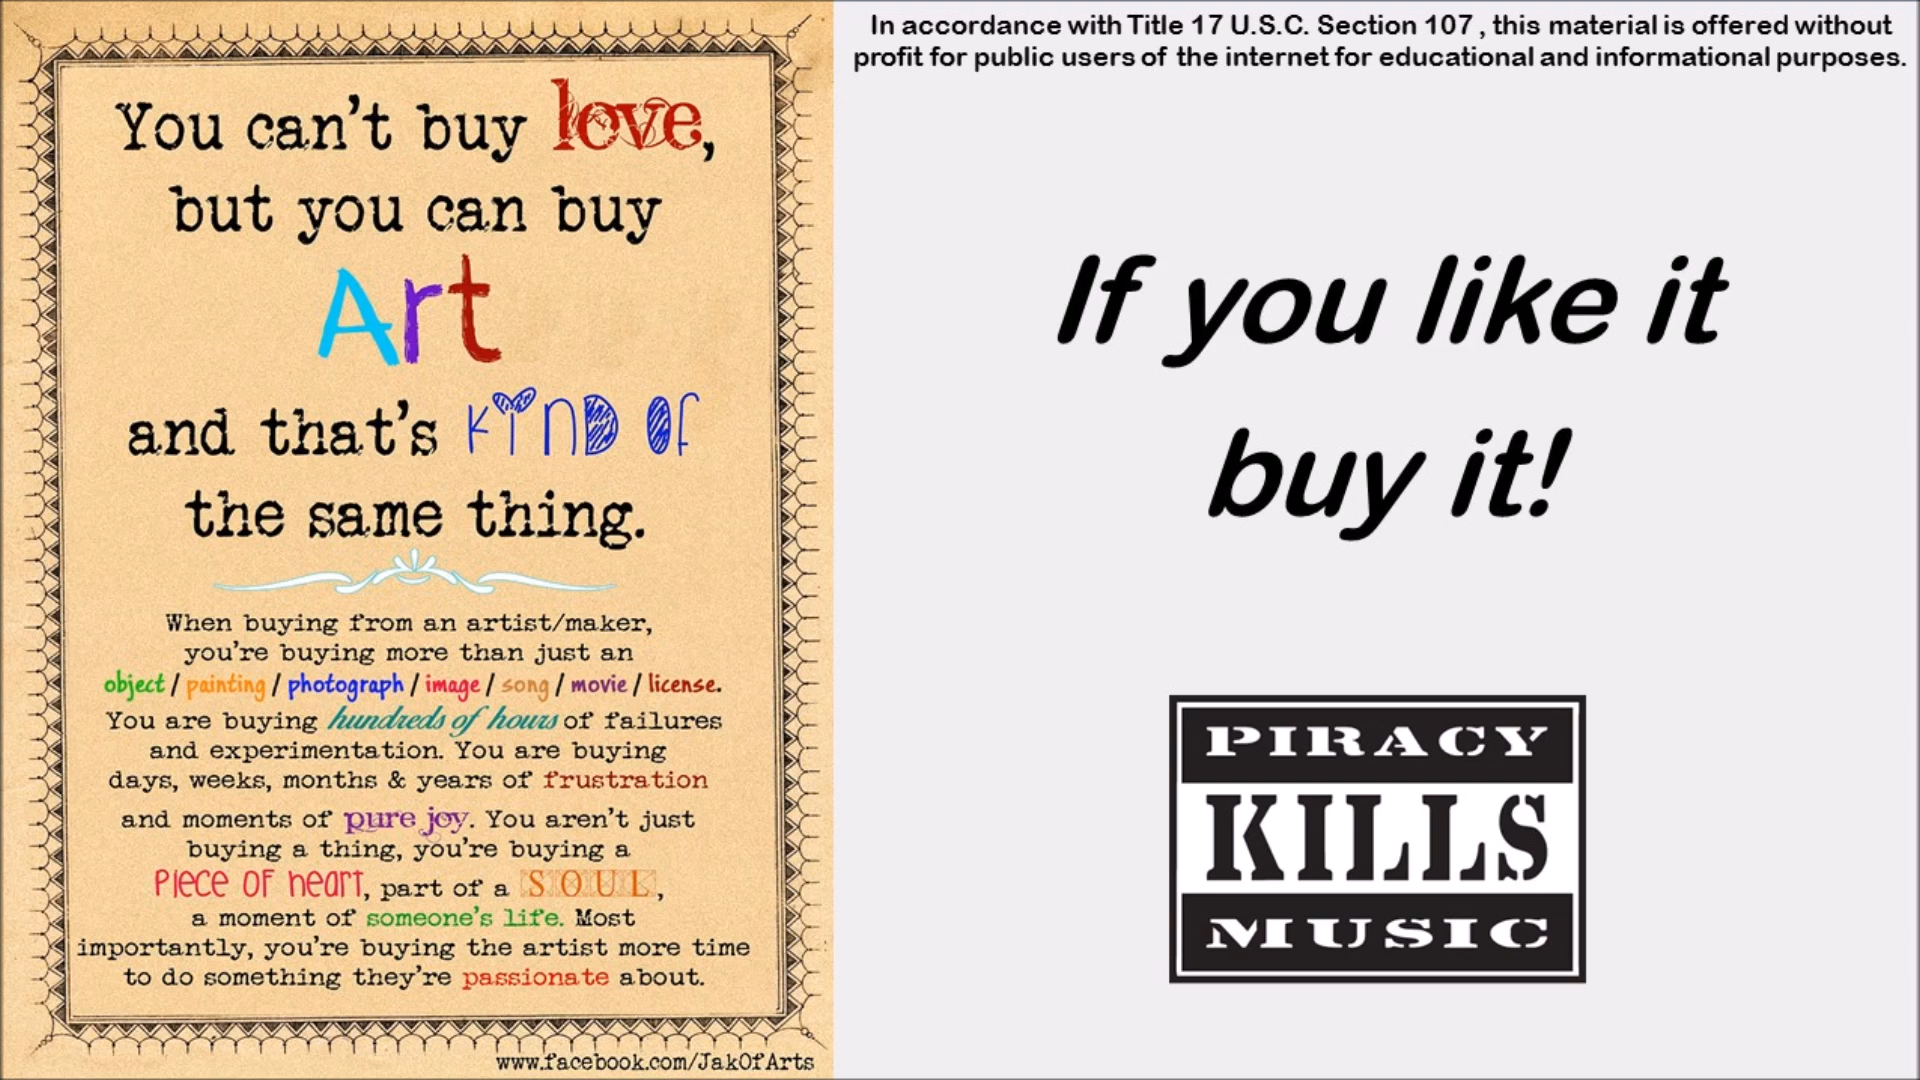 You can't buy love,
but you can buy
Art
and that's KIND OF
the same thing.
When buying from an artist/maker,
you're buying more than just an
object / painting / photograph / image / song / movie / license.
You are buying hundreds of hours of failures
and experimentation. You are buying
days, weeks, months & years of frustration
and moments of pure joy. You aren't just
buying a thing, you're buying a
Piece of heart, part of a SOUL,
a moment of someone's life. Most
importantly, you're buying the artist more time
to do something they're passionate about.
www.facebook.com/JakOfArts
In accordance with Title 17 U.S.C. Section 107, this material is offered without
profit for public users of the internet for educational and informational purposes.
If you like it
buy it!
PIRACY
KILLS
MUSIC